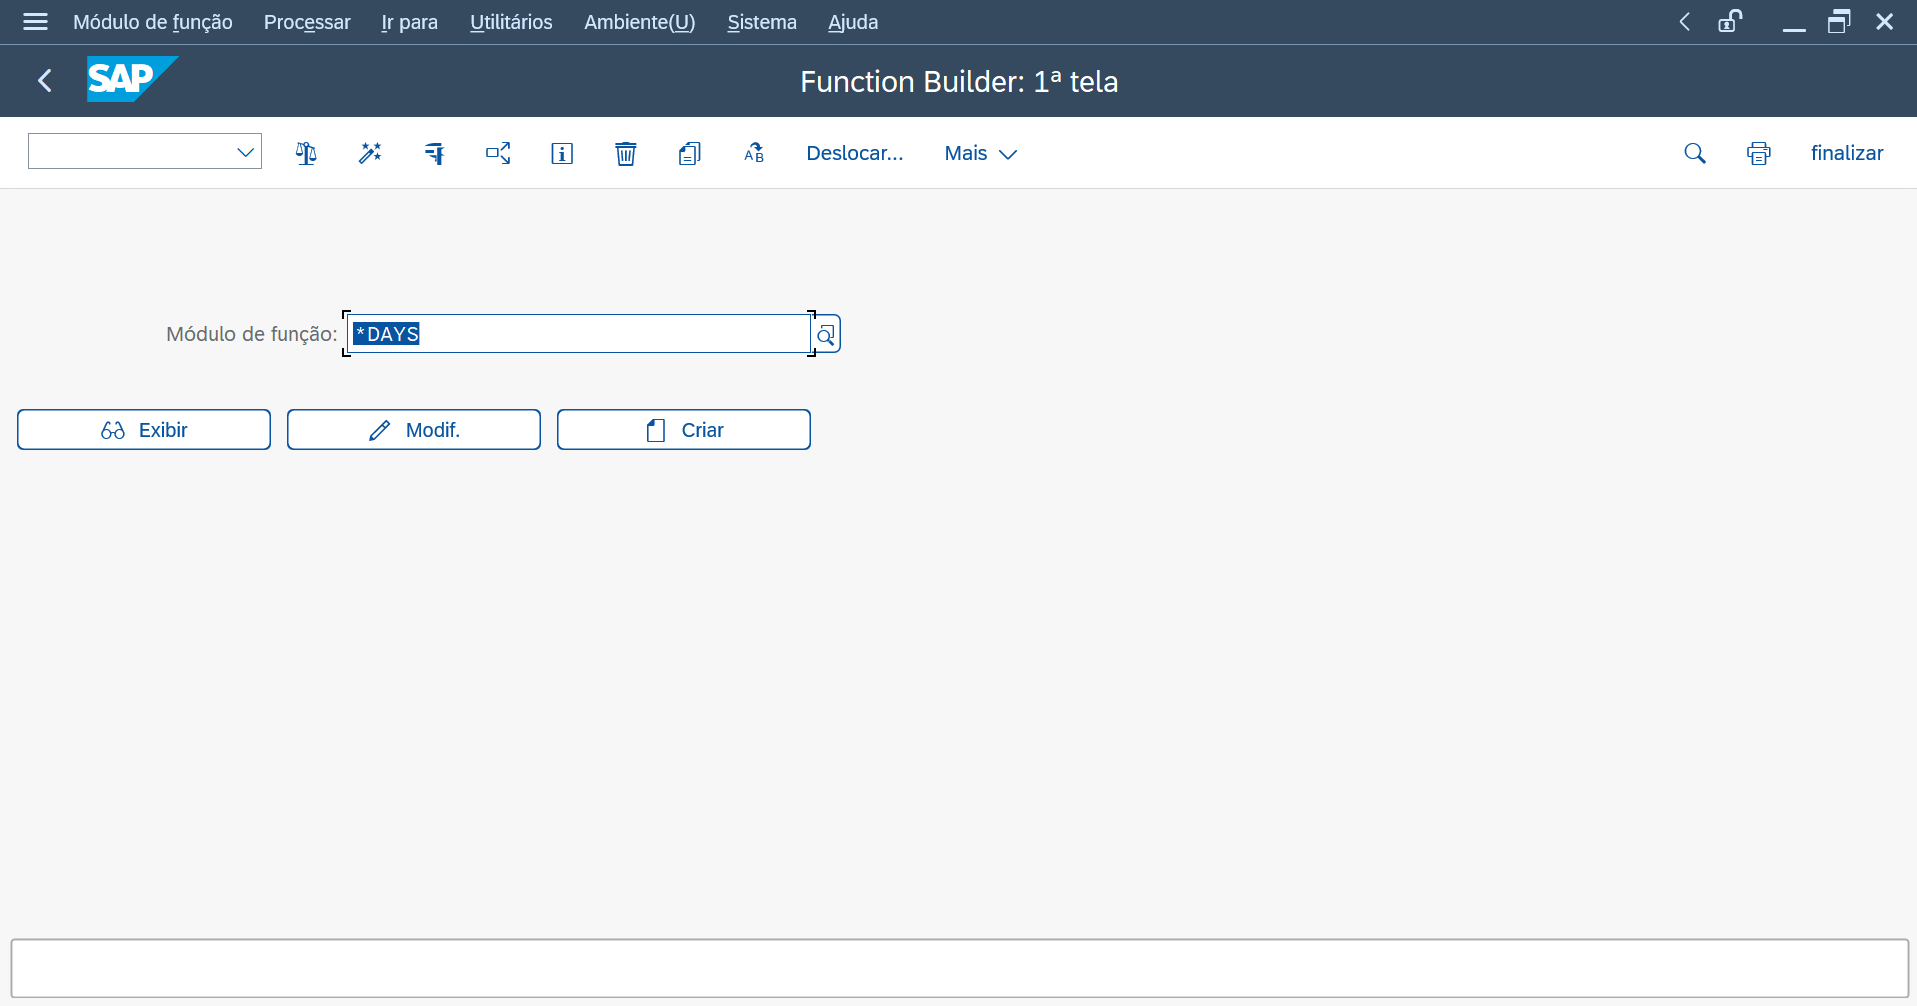 Módulo de função Processar Ir para Utilitários Ambiente(U) Sistema Ajuda
SAP Function Builder: 1ª tela
Deslocar... Mais finalizar
Módulo de função: *DAYS
Exibir Modif. Criar